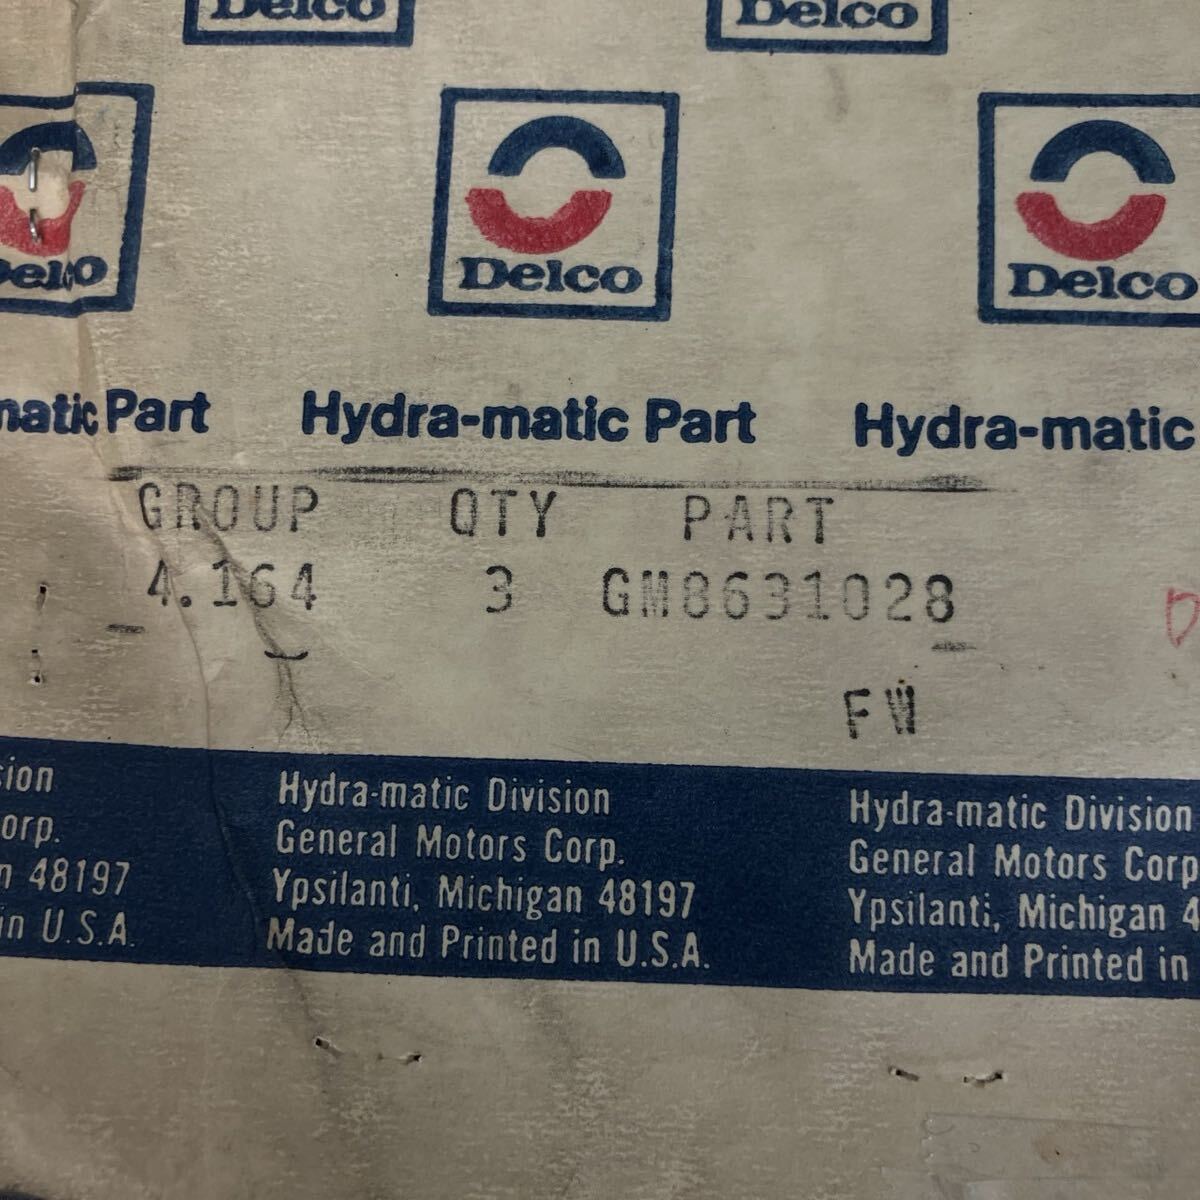 Delco Delco
Delco Delco Delco
matic Part Hydra-matic Part Hydra-matic
GROUP QTY PART
4.164 3 GM8631028
FW
sion Hydra-matic Division Hydra-matic Division
orp. General Motors Corp. General Motors Corp
n 48197 Ypsilanti, Michigan 48197 Ypsilanti, Michigan 4
in U.S.A. Made and Printed in U.S.A. Made and Printed in